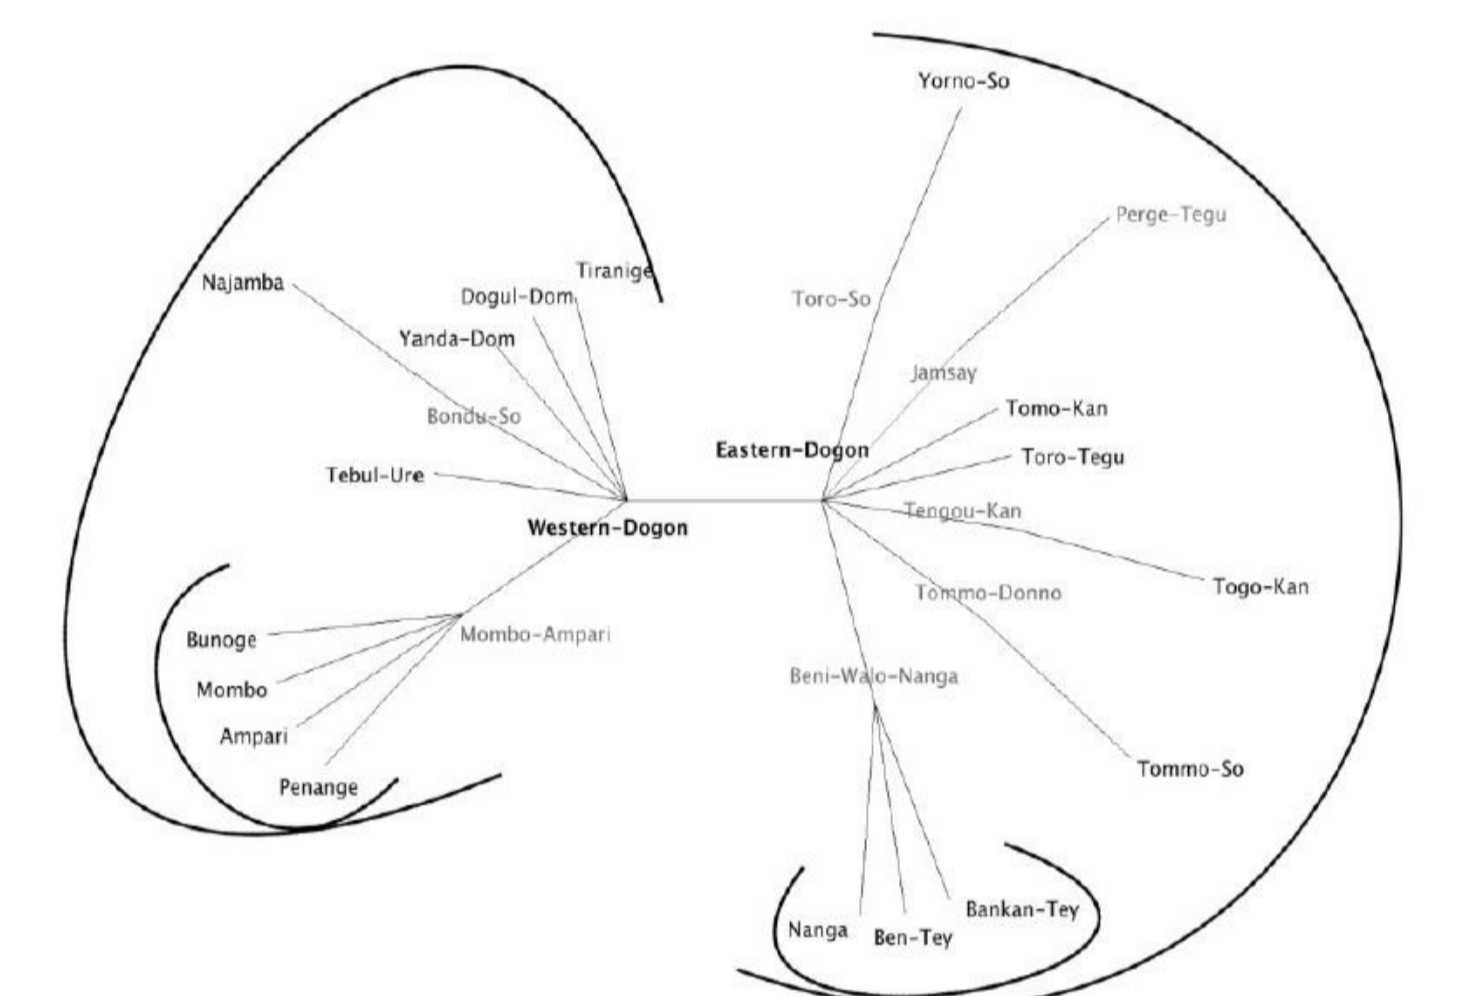 Yorno-So
Perge-Tegu
Tiranige
Najamba
Dogul-Dom
Toro-So
Yanda-Dom
Jamsay
Bondu-So
Tomo-Kan
Eastern-Dogon
Toro-Tegu
Tebul-Ure
Tengou-Kan
Western-Dogon
Togo-Kan
Tommo-Donno
Bunoge
Mombo-Ampari
Beni-Walo-Nanga
Mombo
Ampari
Tommo-So
Penange
Bankan-Tey
Nanga
Ben-Tey